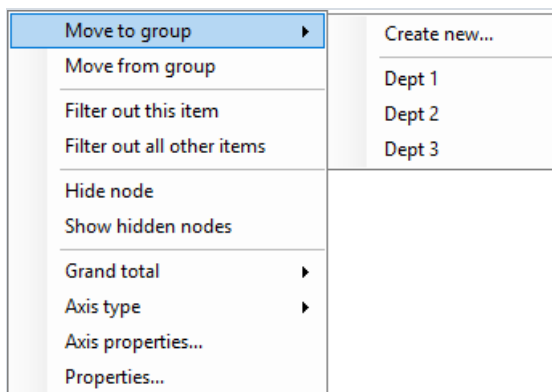 Move to group
Move from group
Filter out this item
Filter out all other items
Hide node
Show hidden nodes
Grand total
Axis type
Axis properties...
Properties...
Create new...
Dept 1
Dept 2
Dept 3